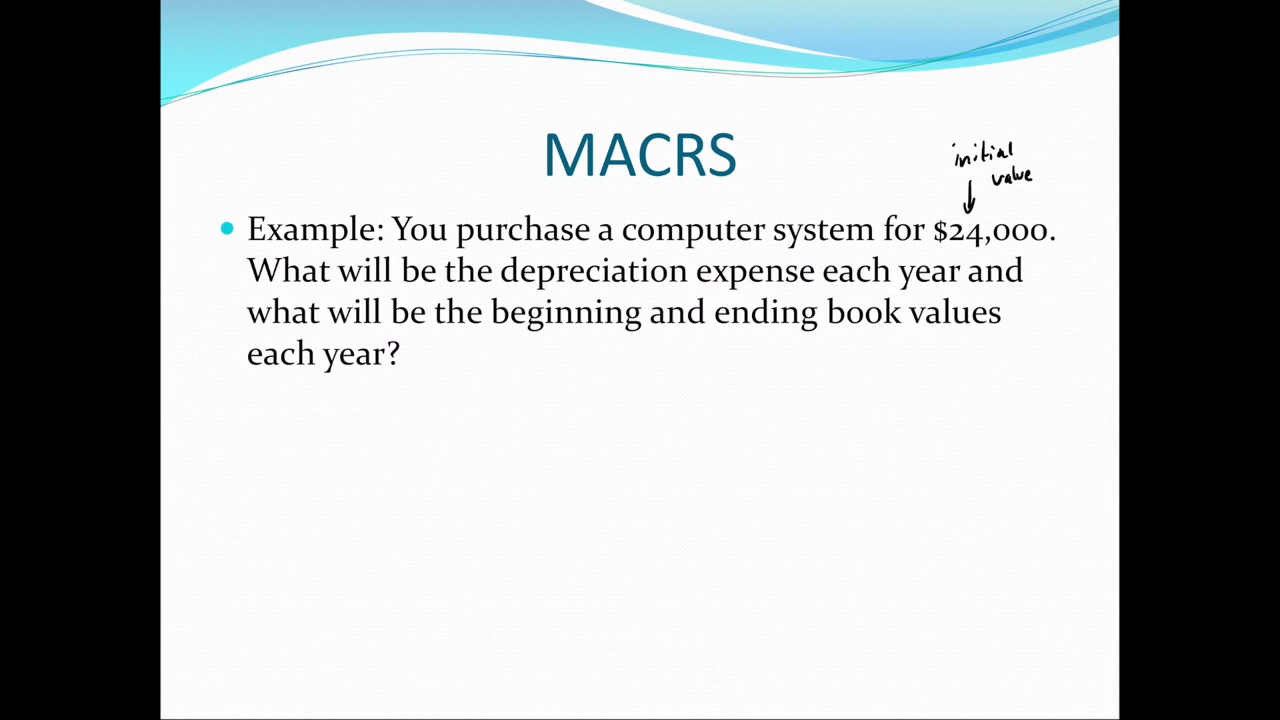 MACRS
initial
value
Example: You purchase a computer system for $24,000.
What will be the depreciation expense each year and
what will be the beginning and ending book values
each year?